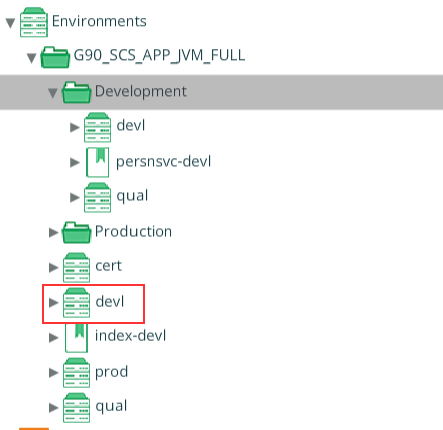 Environments
G90_SCS_APP_JVM_FULL
Development
devl
persnsvc-devl
qual
Production
cert
devl
index-devl
prod
qual